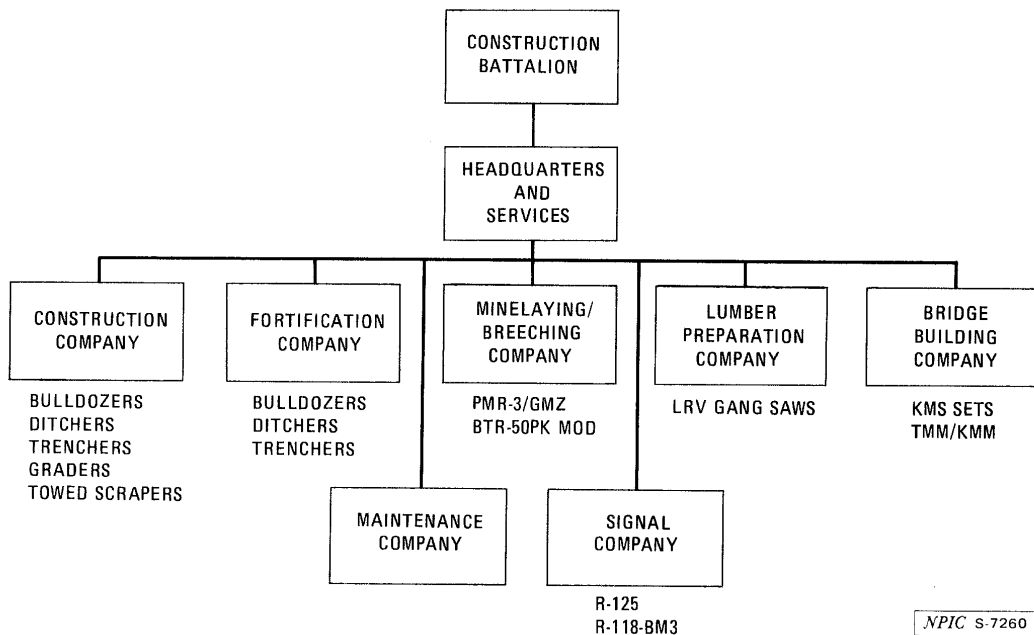 CONSTRUCTION
BATTALION
HEADQUARTERS
AND
SERVICES
CONSTRUCTION
COMPANY
BULLDOZERS
DITCHERS
TRENCHERS
GRADERS
TOWED SCRAPERS
FORTIFICATION
COMPANY
BULLDOZERS
DITCHERS
TRENCHERS
MINELAYING/
BREECHING
COMPANY
PMR-3/GMZ
BTR-50PK MOD
LUMBER
PREPARATION
COMPANY
LRV GANG SAWS
BRIDGE
BUILDING
COMPANY
KMS SETS
TMM/KMM
MAINTENANCE
COMPANY
SIGNAL
COMPANY
R-125
R-118-BM3
NPIC S-7260